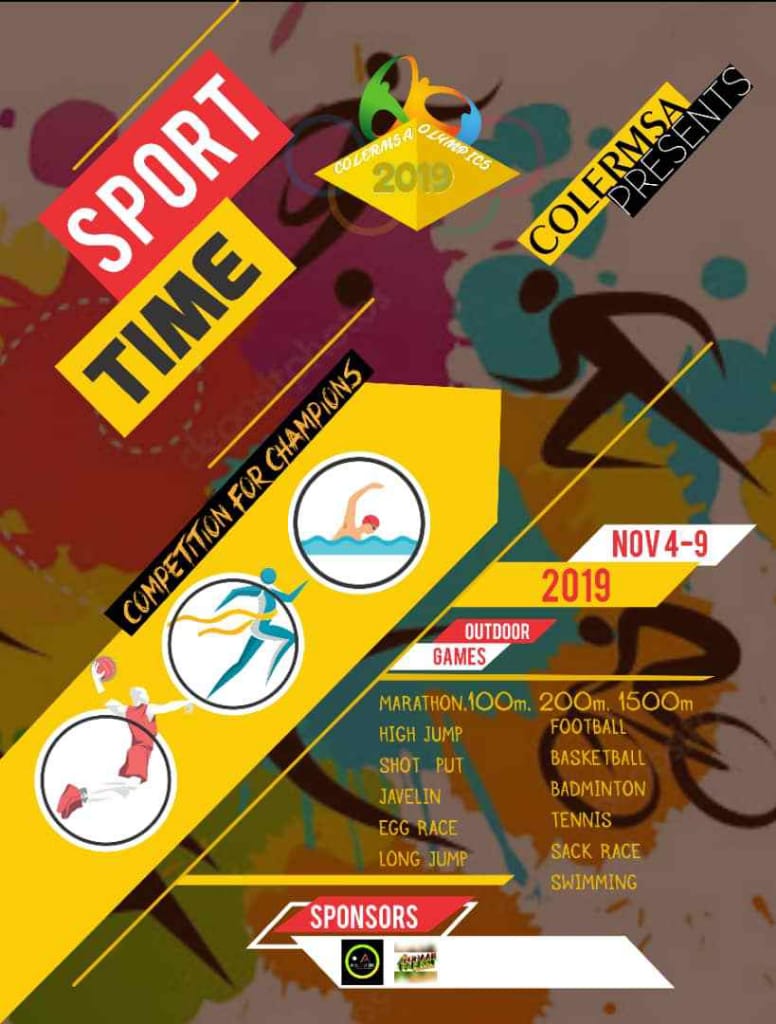 SPORT
TIME
COLERMSA OLYMPICS
2019
COLERMSA
PRESENTS
COMPETITION FOR CHAMPIONS
NOV 4-9
2019
OUTDOOR
GAMES
MARATHON.100m. 200m. 1500m
HIGH JUMP
SHOT PUT
JAVELIN
EGG RACE
LONG JUMP
FOOTBALL
BASKETBALL
BADMINTON
TENNIS
SACK RACE
SWIMMING
SPONSORS